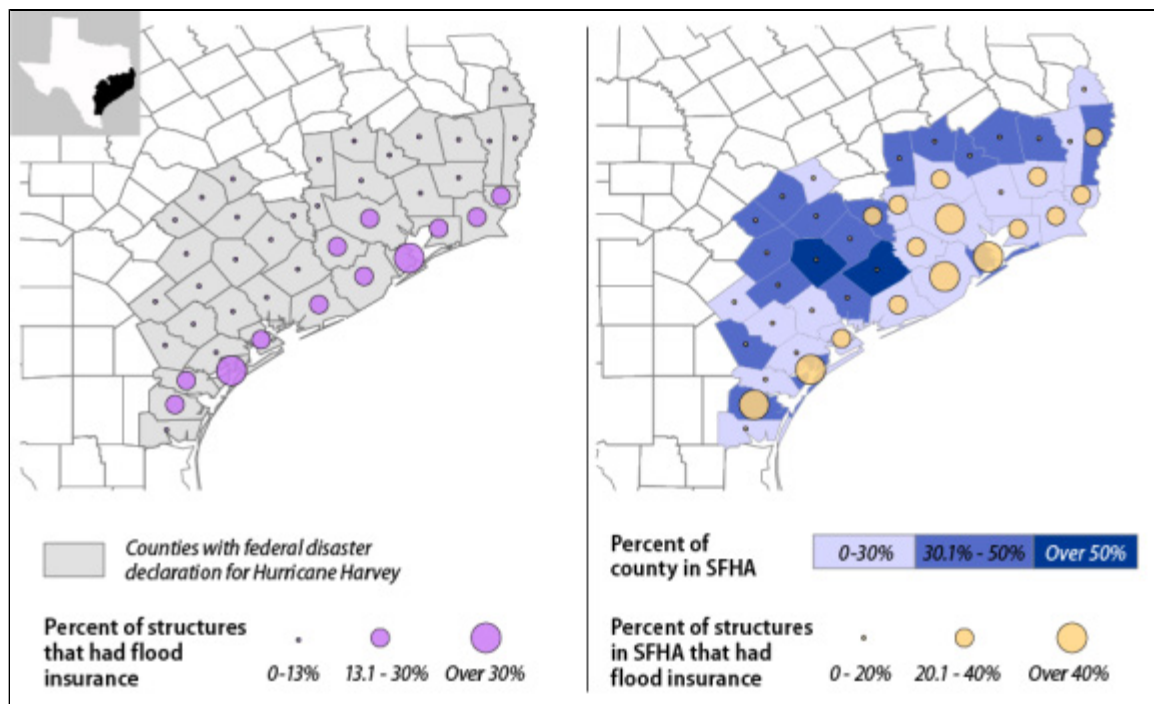 Counties with federal disaster
declaration for Hurricane Harvey
Percent of structures
that had flood
insurance
0-13%
13.1 - 30%
Over 30%
Percent of
county in SFHA
0-30%
30.1% - 50%
Over 50%
Percent of structures
in SFHA that had
flood insurance
0 - 20%
20.1 - 40%
Over 40%